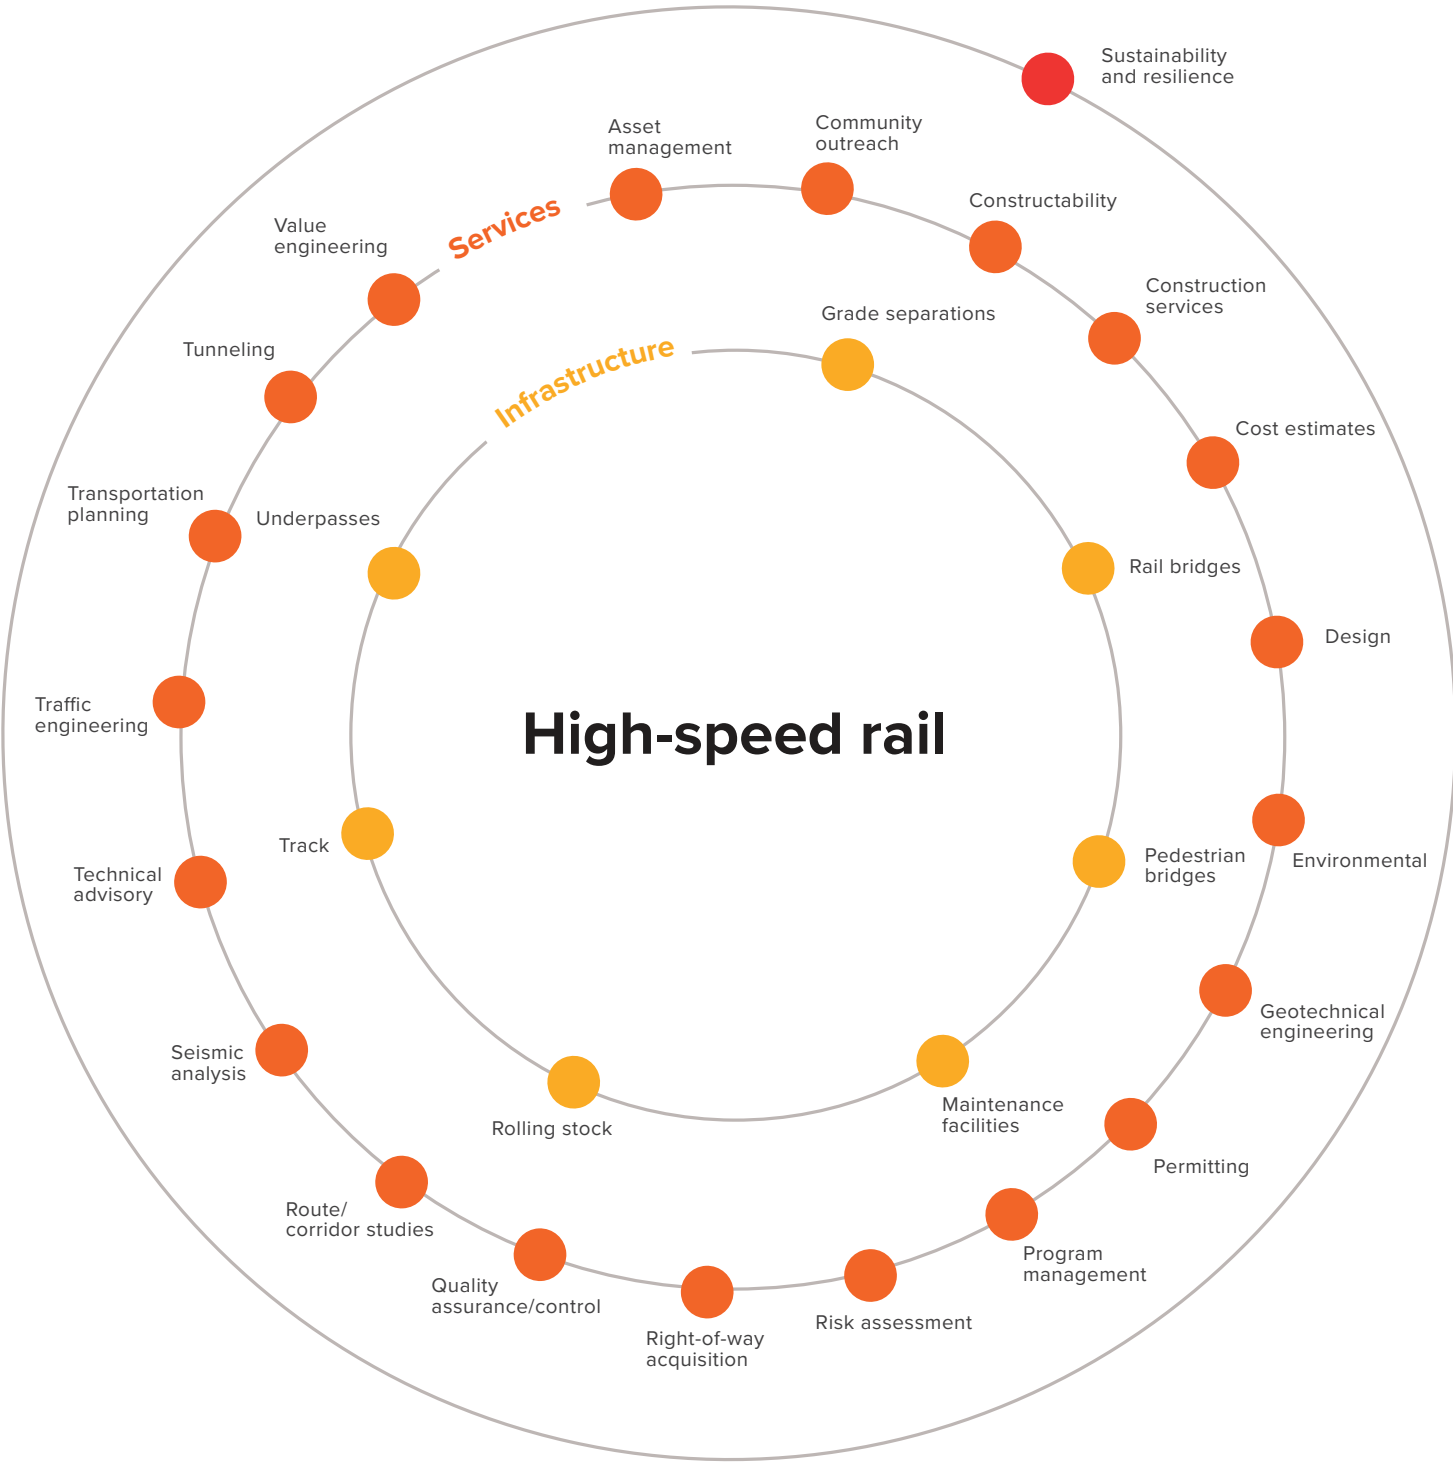 Sustainability
and resilience
Services
Asset
management
Community
outreach
Constructability
Construction
services
Cost estimates
Design
Environmental
Geotechnical
engineering
Permitting
Program
management
Risk assessment
Right-of-way
acquisition
Quality
assurance/control
Route/
corridor studies
Seismic
analysis
Technical
advisory
Traffic
engineering
Transportation
planning
Tunneling
Value
engineering
Infrastructure
Grade separations
Rail bridges
Pedestrian
bridges
Maintenance
facilities
Rolling stock
Track
Underpasses
High-speed rail